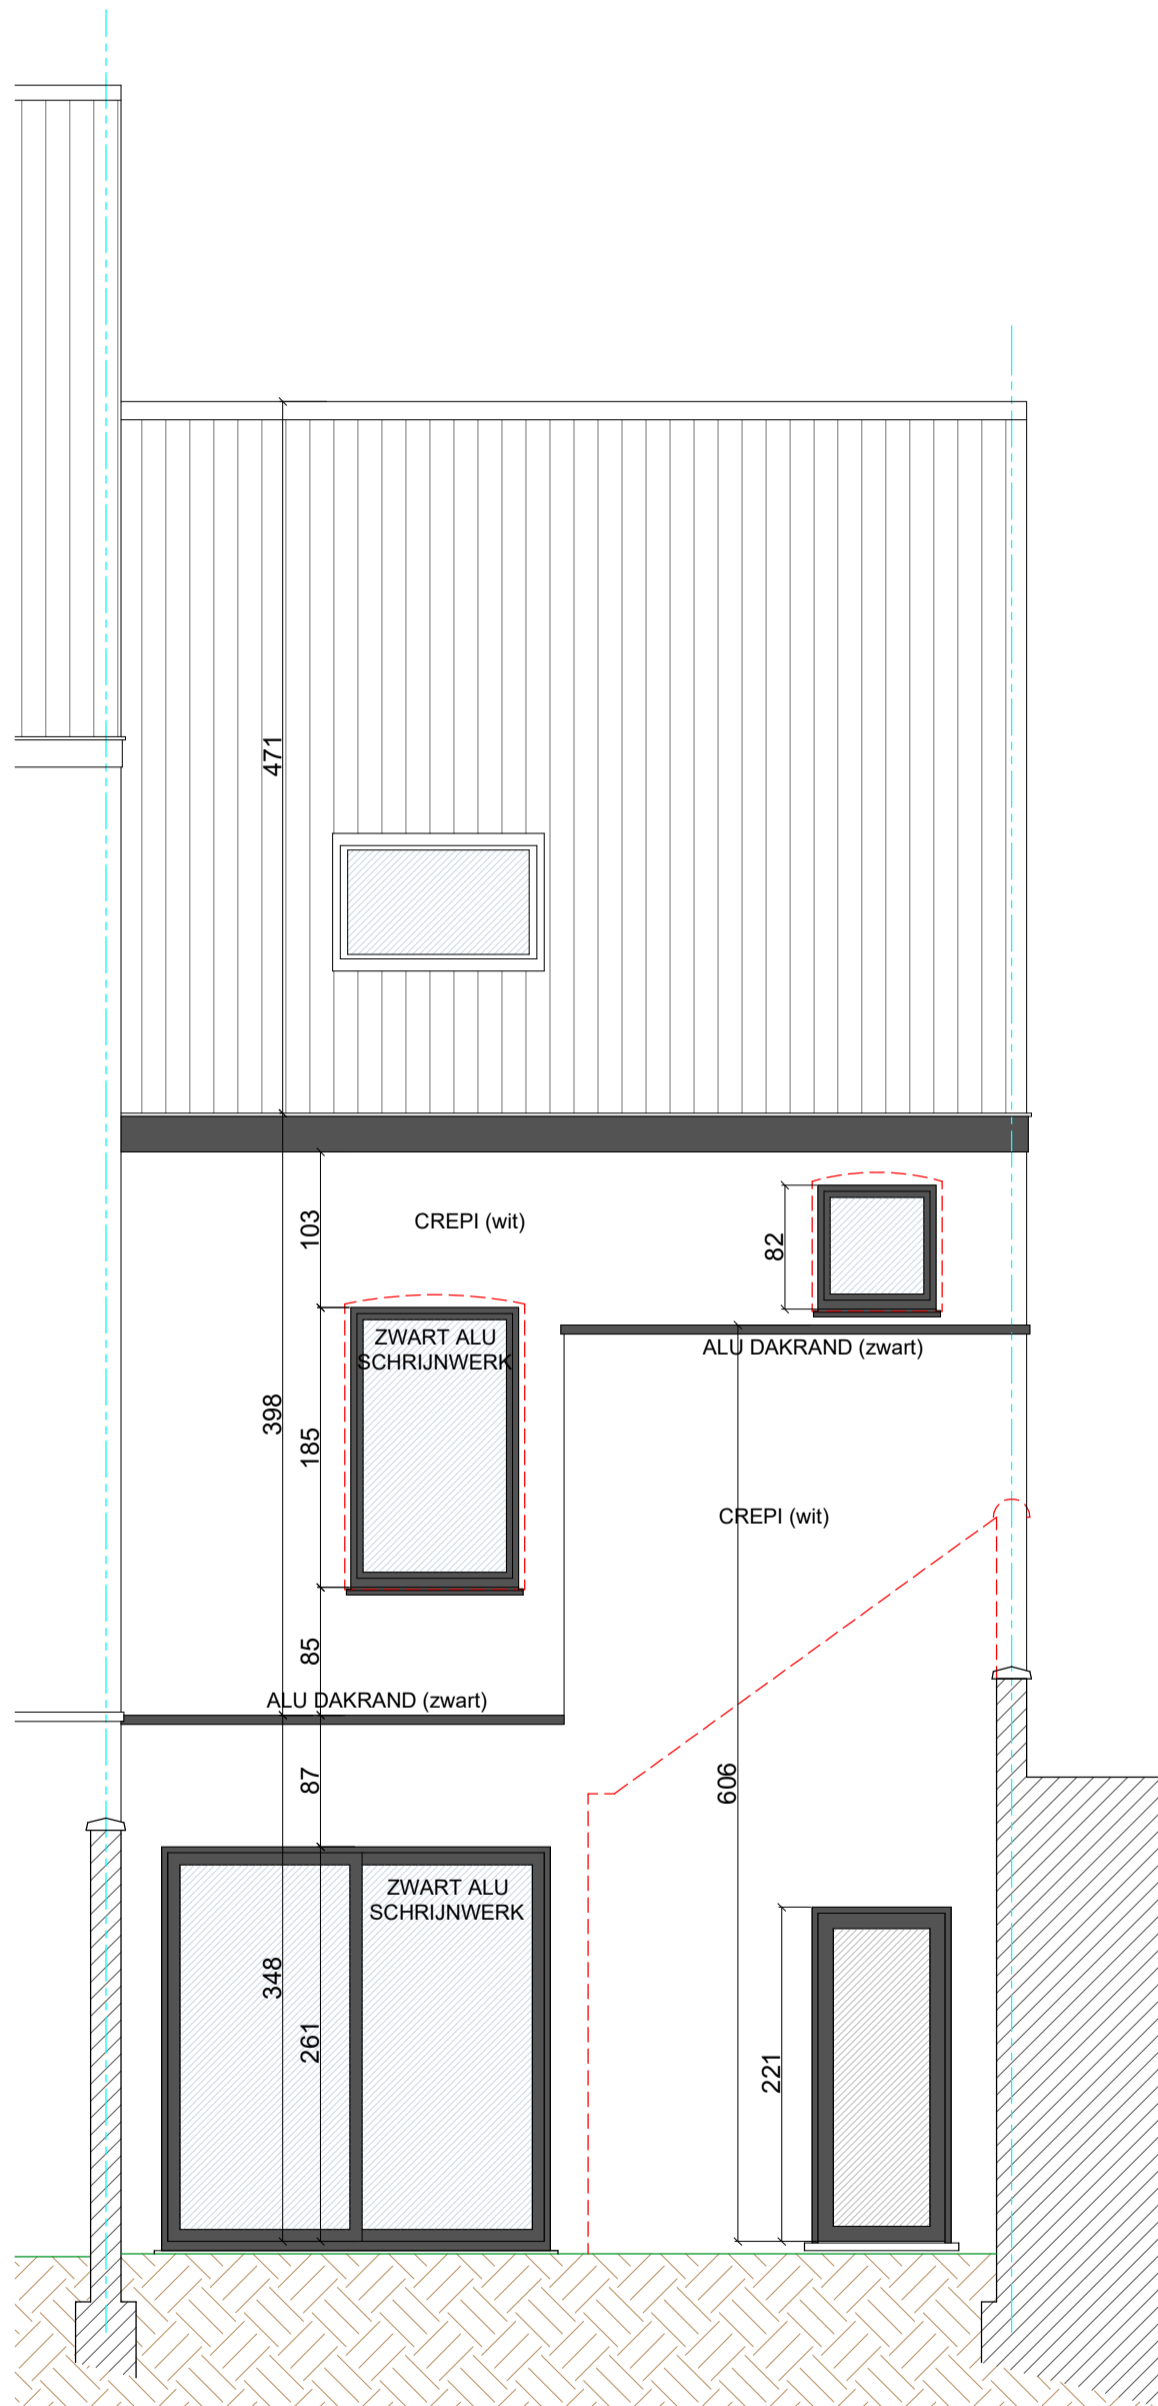 471
103
CREPI (wit)
82
ZWART ALU
SCHRIJNWERK
ALU DAKRAND (zwart)
398
185
CREPI (wit)
85
ALU DAKRAND (zwart)
87
606
ZWART ALU
SCHRIJNWERK
348
261
221